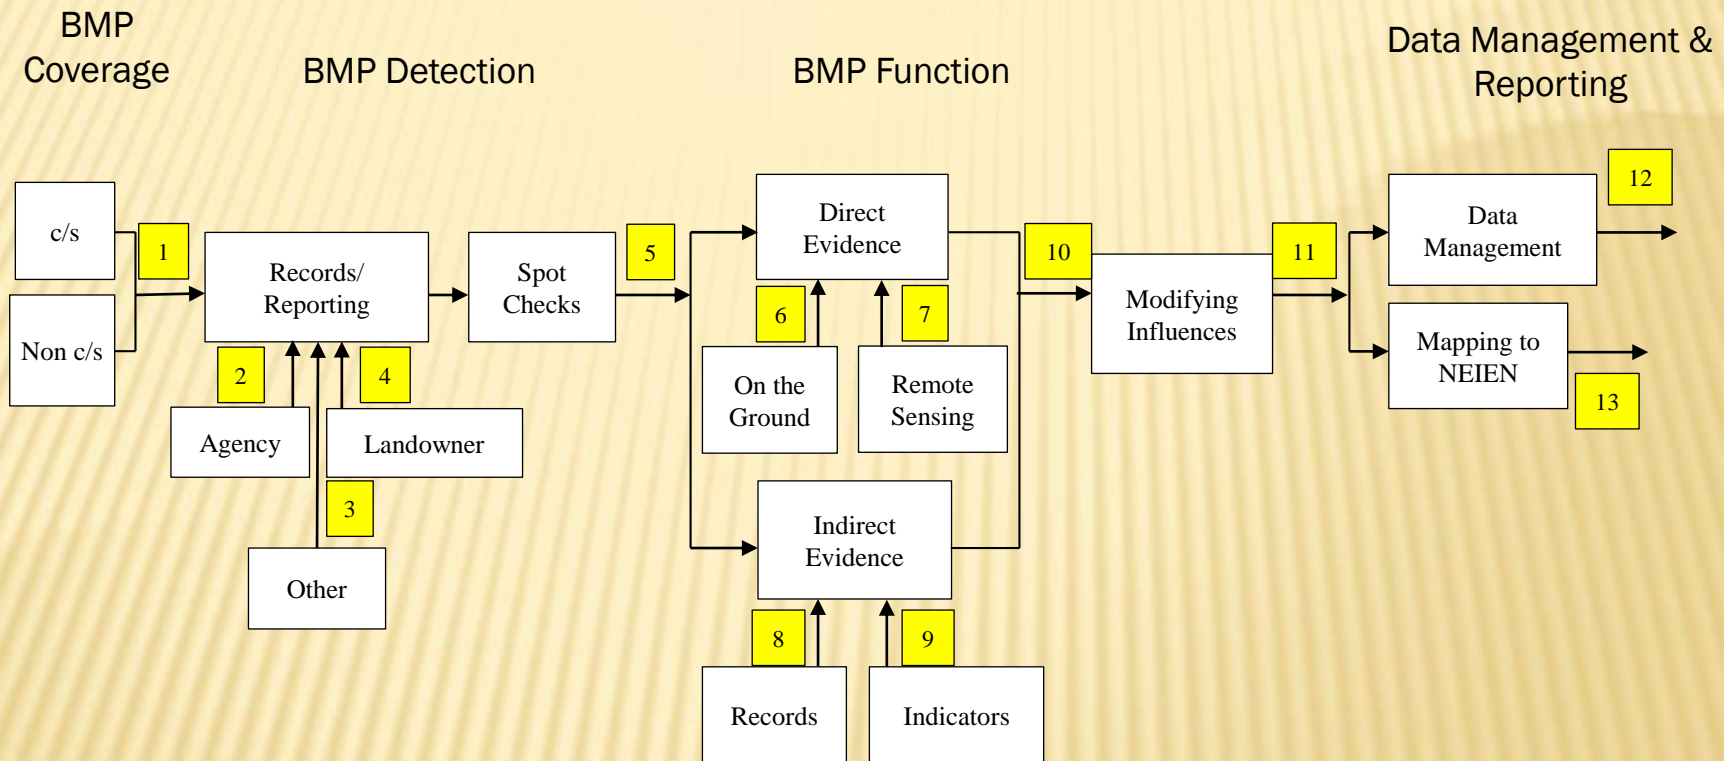 BMP
Coverage
BMP Detection
BMP Function
Data Management &
Reporting
c/s
Non c/s
1
Records/
Reporting
2
4
Agency
Landowner
3
Other
Spot
Checks
5
Direct
Evidence
6
7
On the
Ground
Remote
Sensing
Indirect
Evidence
8
9
Records
Indicators
10
Modifying
Influences
11
Data
Management
12
Mapping to
NEIEN
13